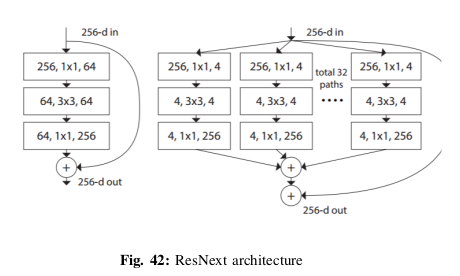 256-d in
256, 1x1, 64
64, 3x3, 64
64, 1x1, 256
+
256-d out
256-d in
256, 1x1, 4
256, 1x1, 4
total 32
paths
256, 1x1, 4
4, 3x3, 4
4, 3x3, 4
....
4, 3x3, 4
4, 1x1, 256
4, 1x1, 256
4, 1x1, 256
+
+
256-d out
Fig. 42: ResNext architecture